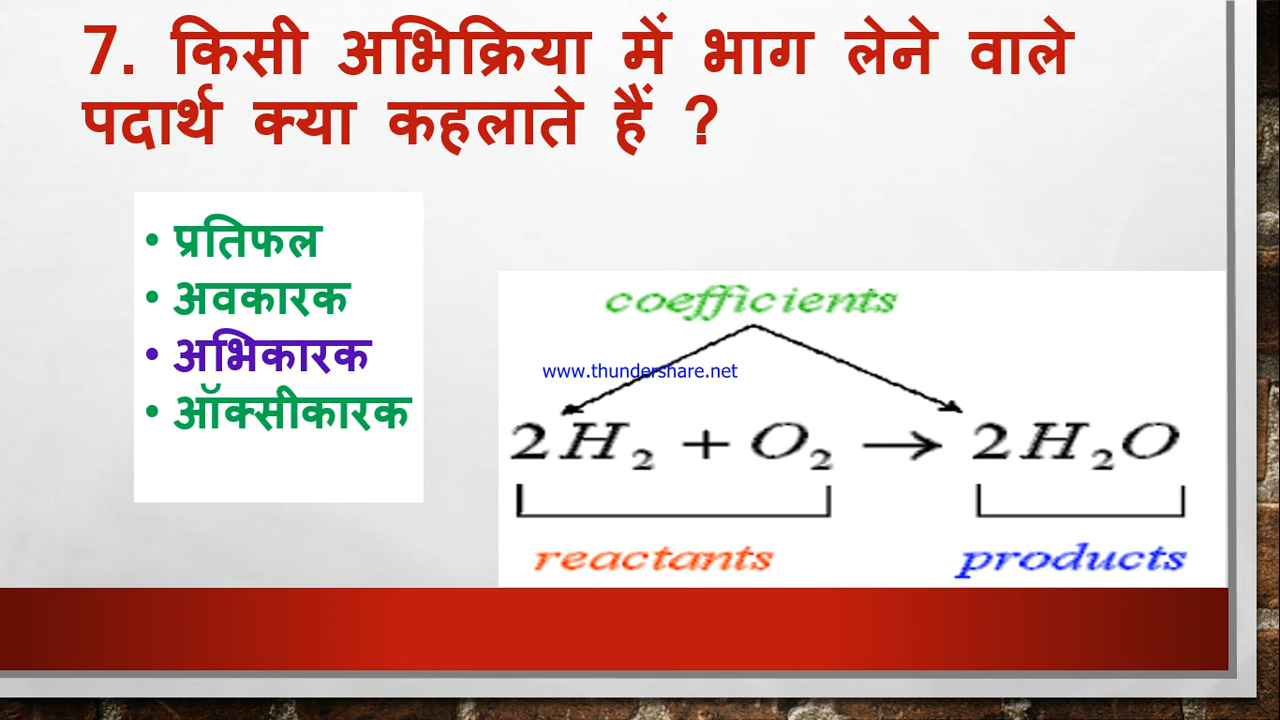 7. किसी अभिक्रिया में भाग लेने वाले
पदार्थ क्या कहलाते हैं ?
• प्रतिफल
• अवकारक
• अभिकारक
• ऑक्सीकारक
coefficients
www.thundershare.net
2H₂ + O₂ → 2H₂O
reactants products